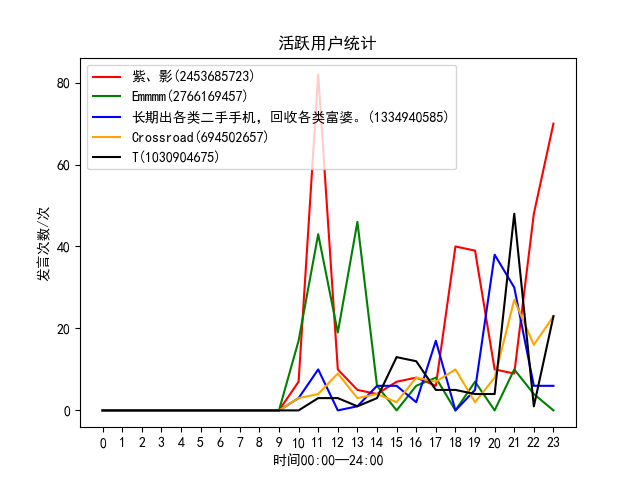 活跃用户统计
紫、影(2453685723)
Emmmm(2766169457)
长期出各类二手手机，回收各类富婆。(1334940585)
Crossroad(694502657)
T(1030904675)
发言次数/次
80
60
40
20
0
0 1 2 3 4 5 6 7 8 9 10 11 12 13 14 15 16 17 18 19 20 21 22 23
时间00:00—24:00